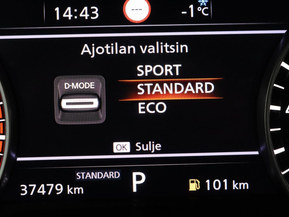 14:43 --- -1°C
Ajotilan valitsin
D-MODE
SPORT
STANDARD
ECO
OK Sulje
STANDARD
37479 km P 101 km